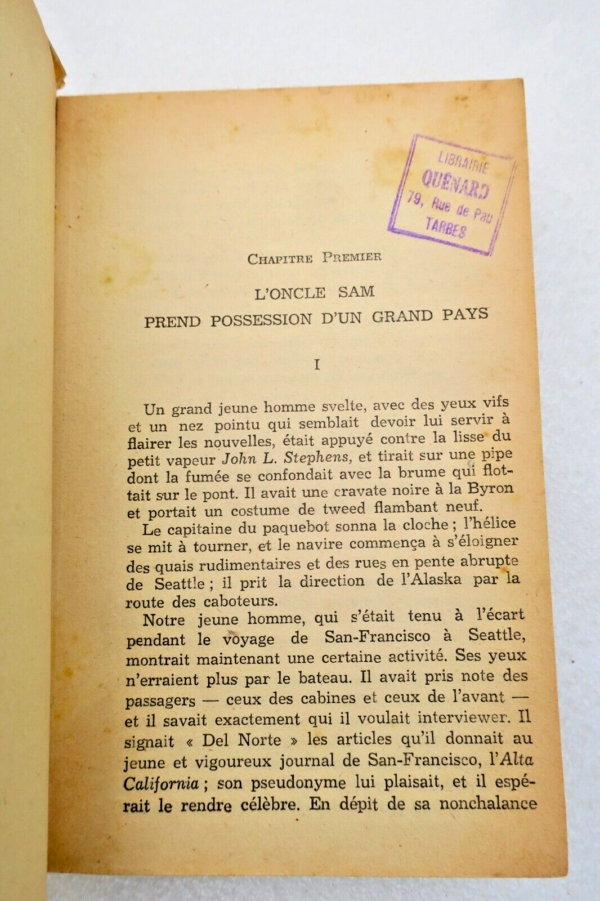 LIBRAIRIE
QUÉNARD
79, Rue de Pau
TARBES
CHAPITRE PREMIER
L'ONCLE SAM
PREND POSSESSION D'UN GRAND PAYS
I
Un grand jeune homme svelte, avec des yeux vifs
et un nez pointu qui semblait devoir lui servir à
flairer les nouvelles, était appuyé contre la lisse du
petit vapeur John L. Stephens, et tirait sur une pipe
dont la fumée se confondait avec la brume qui flot-
tait sur le pont. Il avait une cravate noire à la Byron
et portait un costume de tweed flambant neuf.
Le capitaine du paquebot sonna la cloche ; l'hélice
se mit à tourner, et le navire commença à s'éloigner
des quais rudimentaires et des rues en pente abrupte
de Seattle ; il prit la direction de l'Alaska par la
route des caboteurs.
Notre jeune homme, qui s'était tenu à l'écart
pendant le voyage de San-Francisco à Seattle,
montrait maintenant une certaine activité. Ses yeux
n'erraient plus par le bateau. Il avait pris note des
passagers — ceux des cabines et ceux de l'avant —
et il savait exactement qui il voulait interviewer. Il
signait « Del Norte » les articles qu'il donnait au
jeune et vigoureux journal de San-Francisco, l'Alta
California ; son pseudonyme lui plaisait, et il espé-
rait le rendre célèbre. En dépit de sa nonchalance